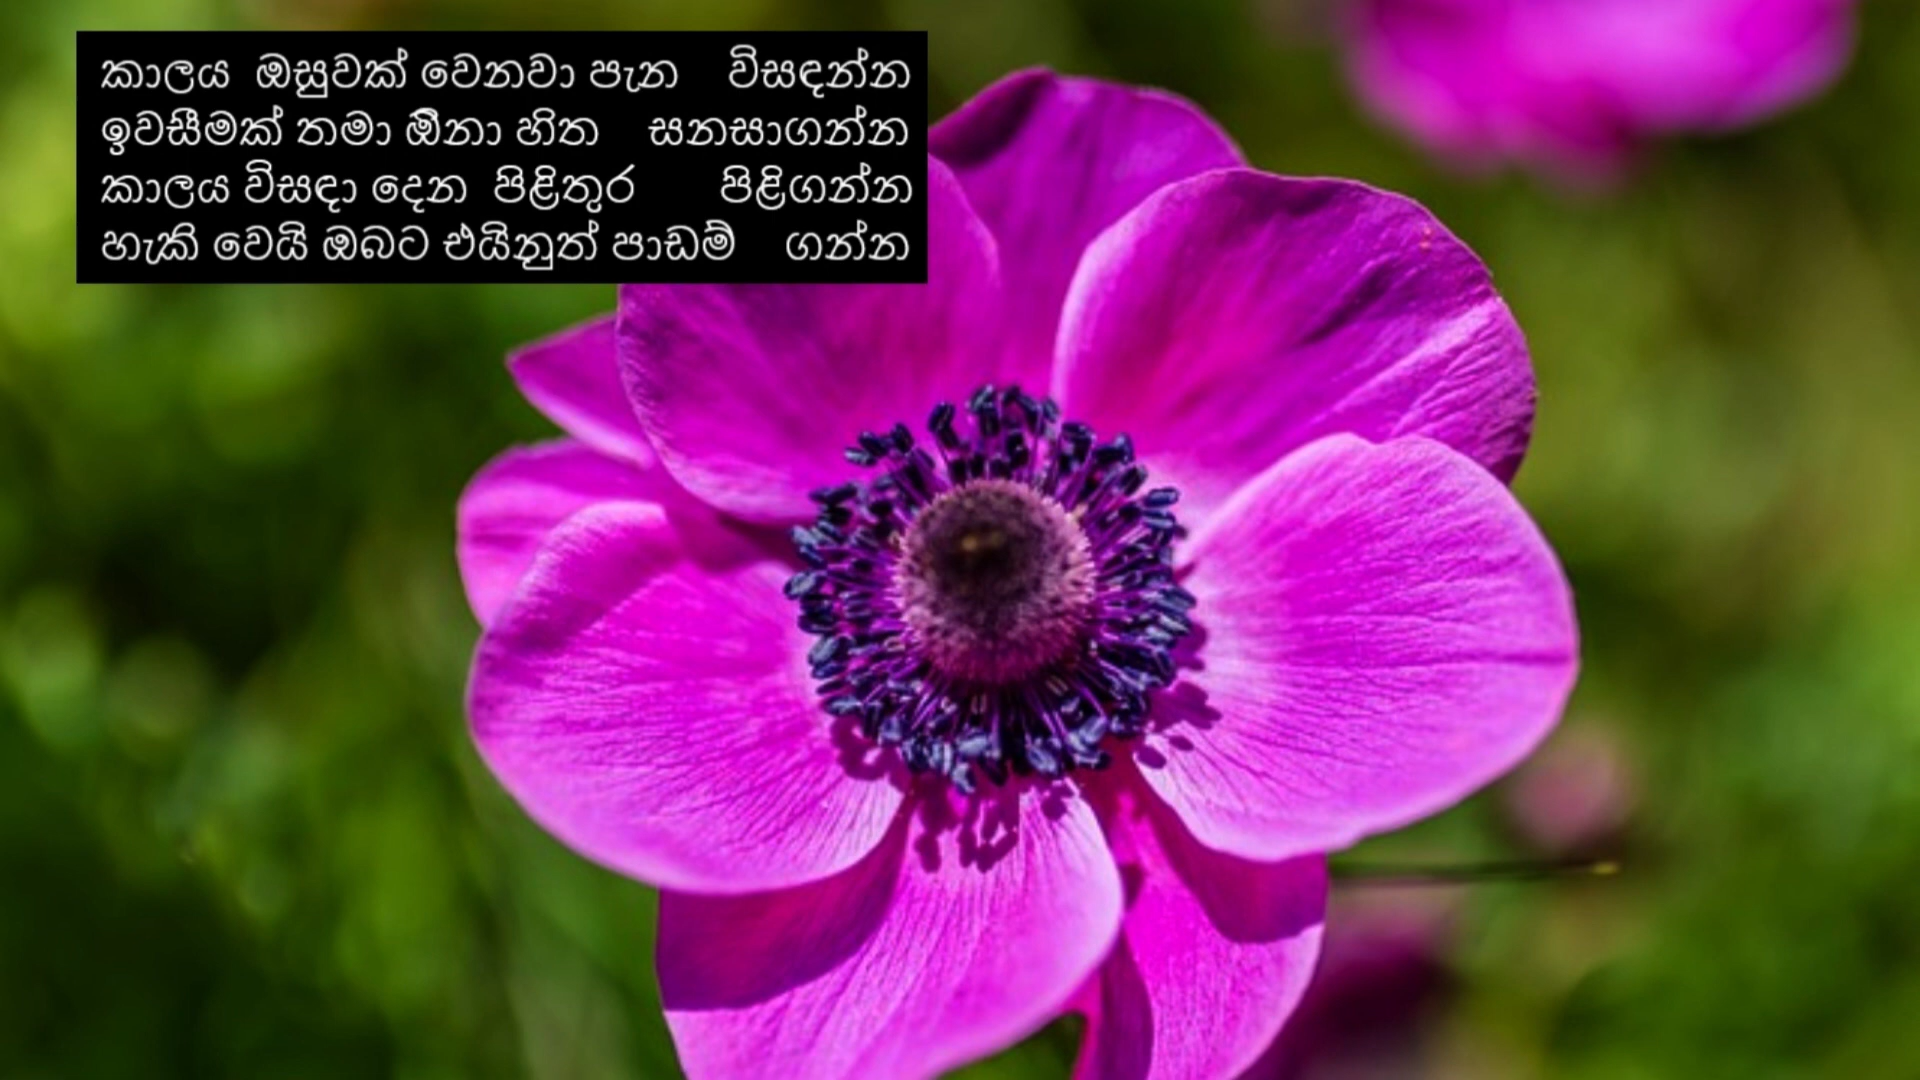 කාලය ඔසුවක් වෙනවා පැන විසඳන්න
ඉවසීමක් තමා ඕනා හිත සනසාගන්න
කාලය විසඳා දෙන පිළිතුර පිළිගන්න
හැකි වෙයි ඔබට එයිනුත් පාඩම් ගන්න